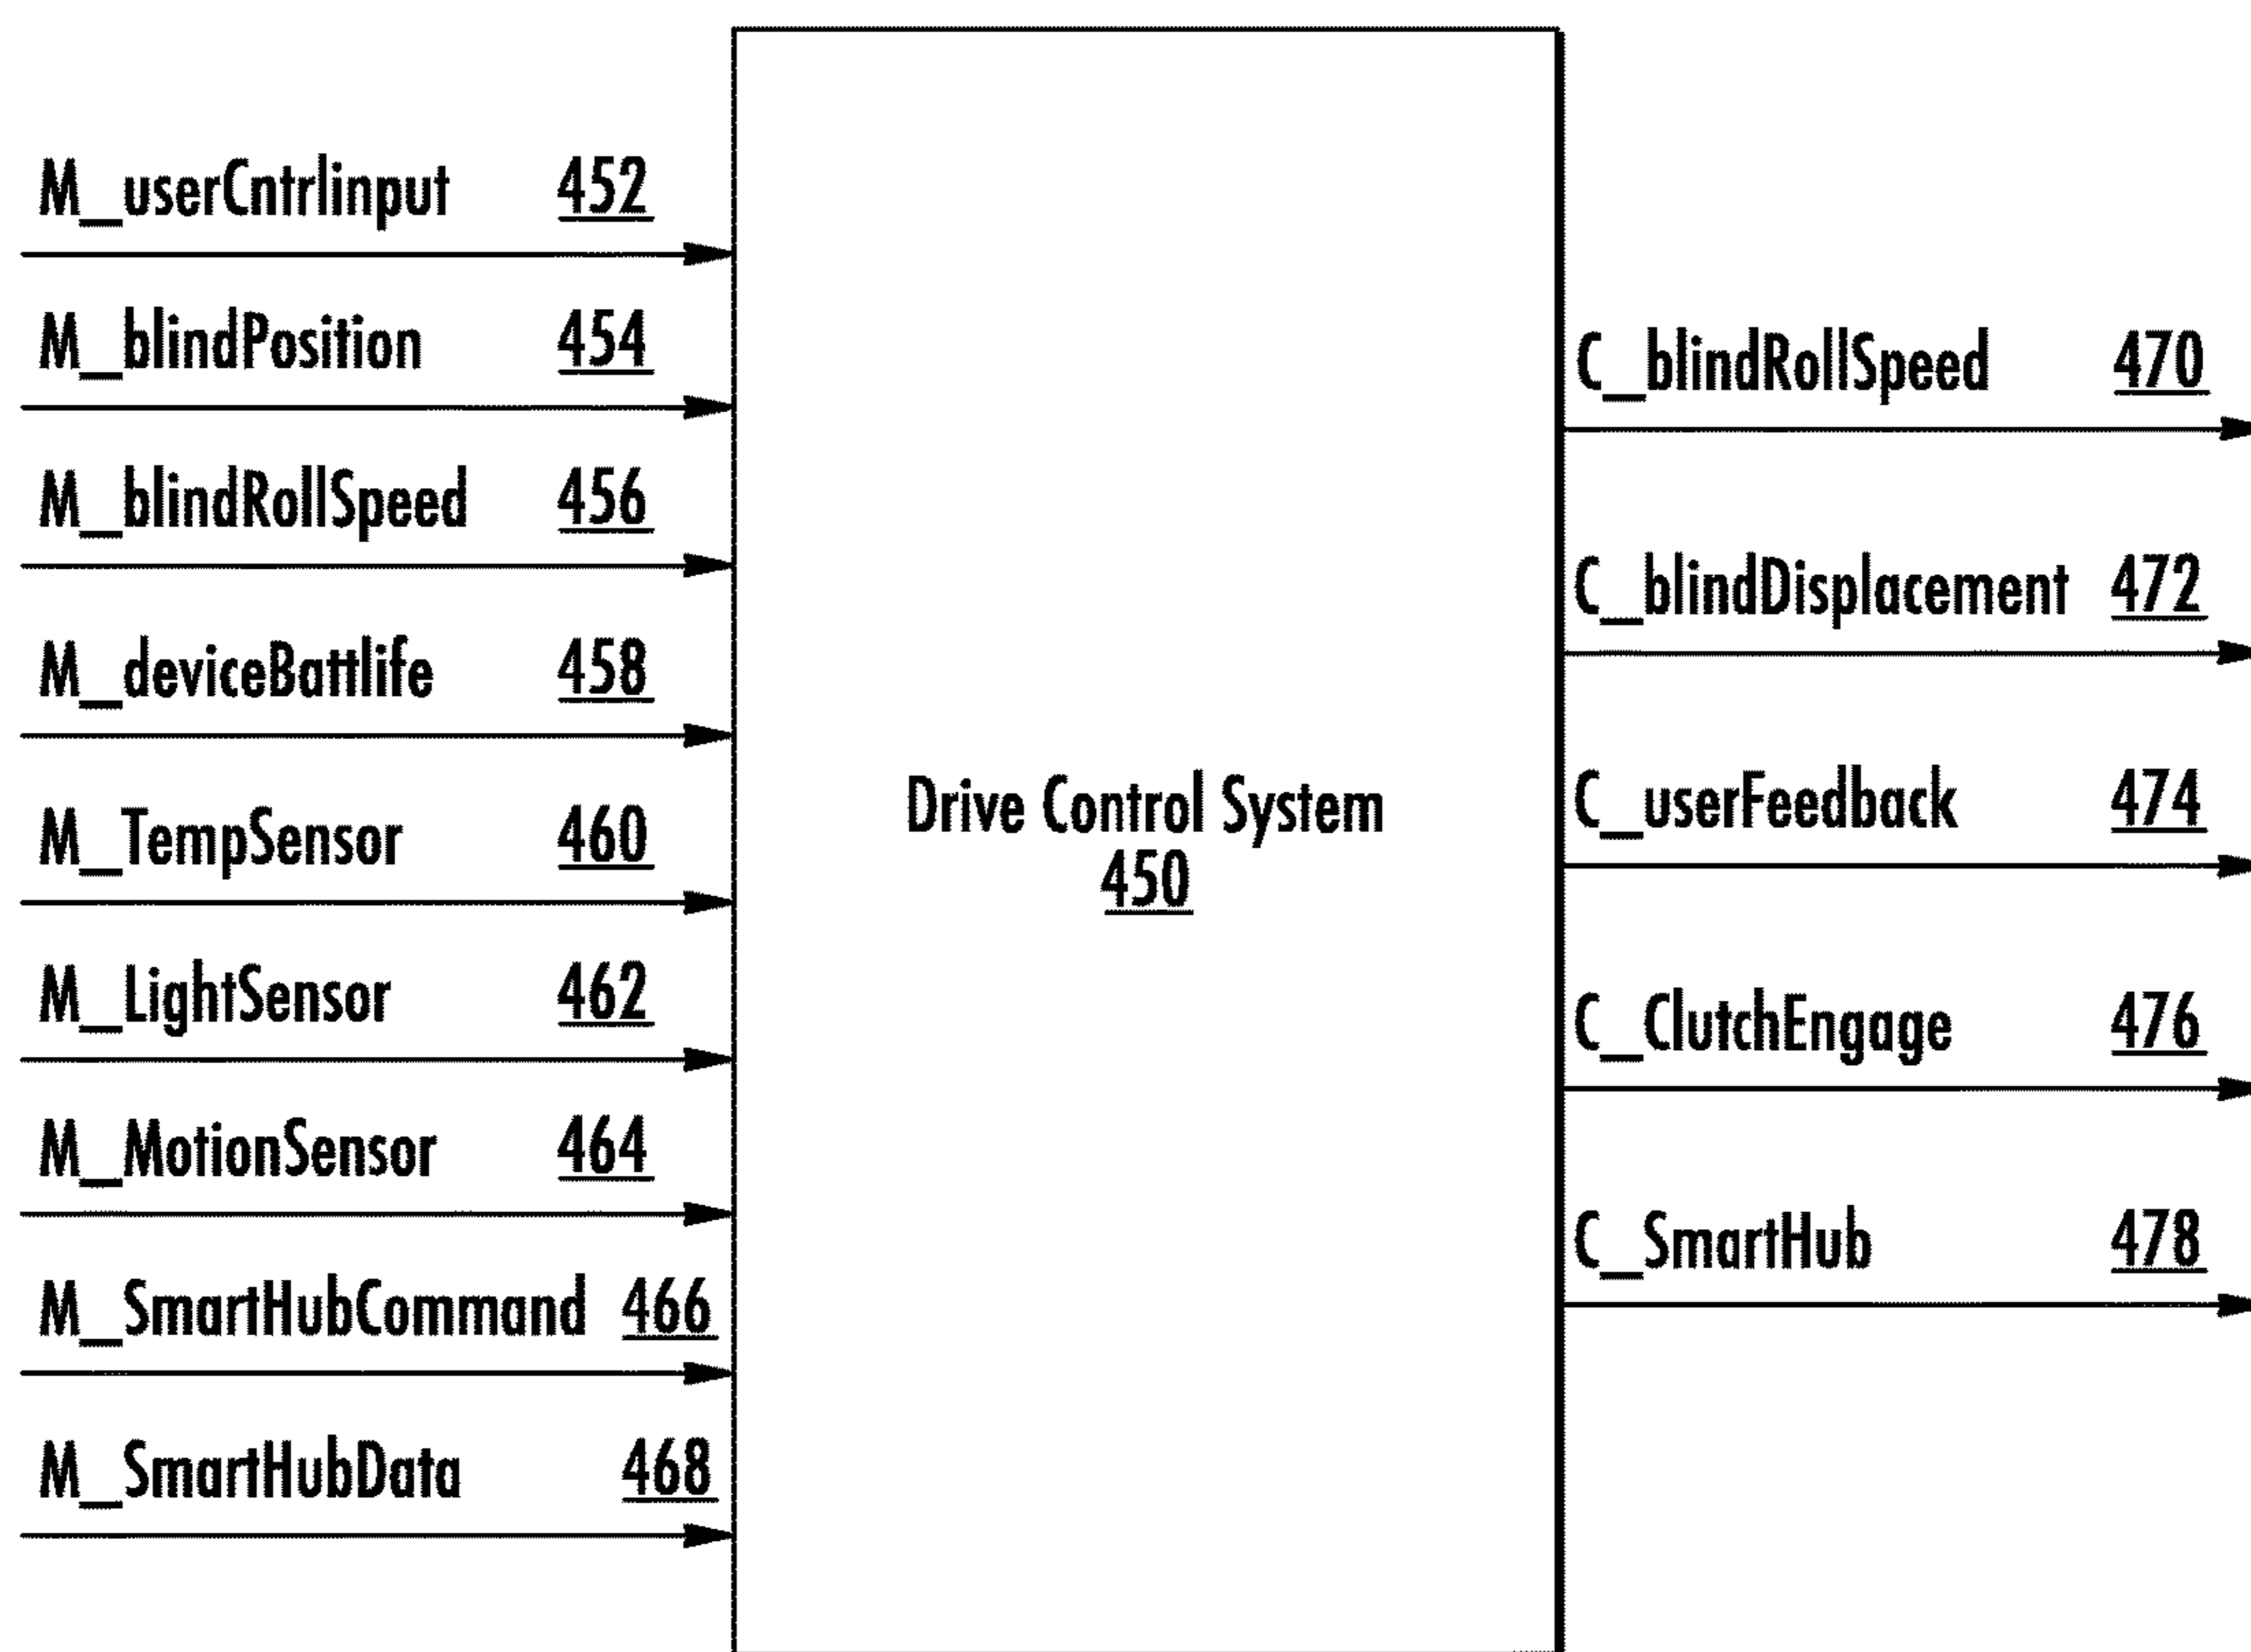 M_userCntrlinput 452
M_blindPosition 454
M_blindRollSpeed 456
M_deviceBattlife 458
M_TempSensor 460
M_LightSensor 462
M_MotionSensor 464
M_SmartHubCommand 466
M_SmartHubData 468
Drive Control System
450
C_blindRollSpeed 470
C_blindDisplacement 472
C_userFeedback 474
C_ClutchEngage 476
C_SmartHub 478